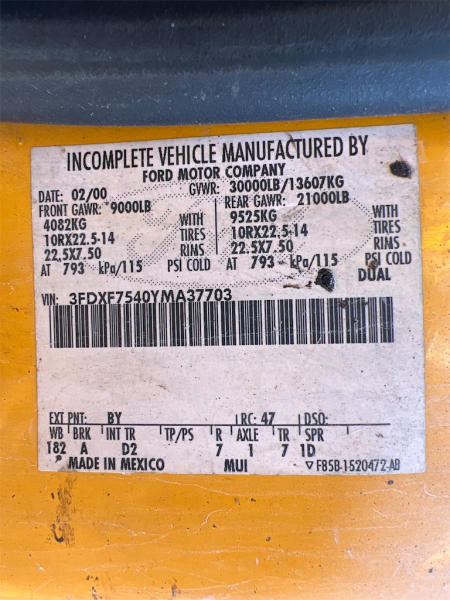 INCOMPLETE VEHICLE MANUFACTURED BY
FORD MOTOR COMPANY
DATE: 02/00 GVWR: 30000LB/13607KG
FRONT GAWR: 9000LB REAR GAWR: 21000LB
4082KG WITH 9525KG WITH
10RX22.5-14 TIRES 10RX22.5-14 TIRES
22.5X7.50 RIMS 22.5X7.50 RIMS
AT 793 kPa/115 PSI COLD AT 793 kPa/115 PSI COLD
DUAL
VIN: 3FDXF7540YMA37703
EXT PNT: BY RC: 47 DSO:
WB BRK INT TR TP/PS R AXLE TR SPR
182 A D2 7 1 7 1D
MADE IN MEXICO MUI ▽F85B-1520472-AB